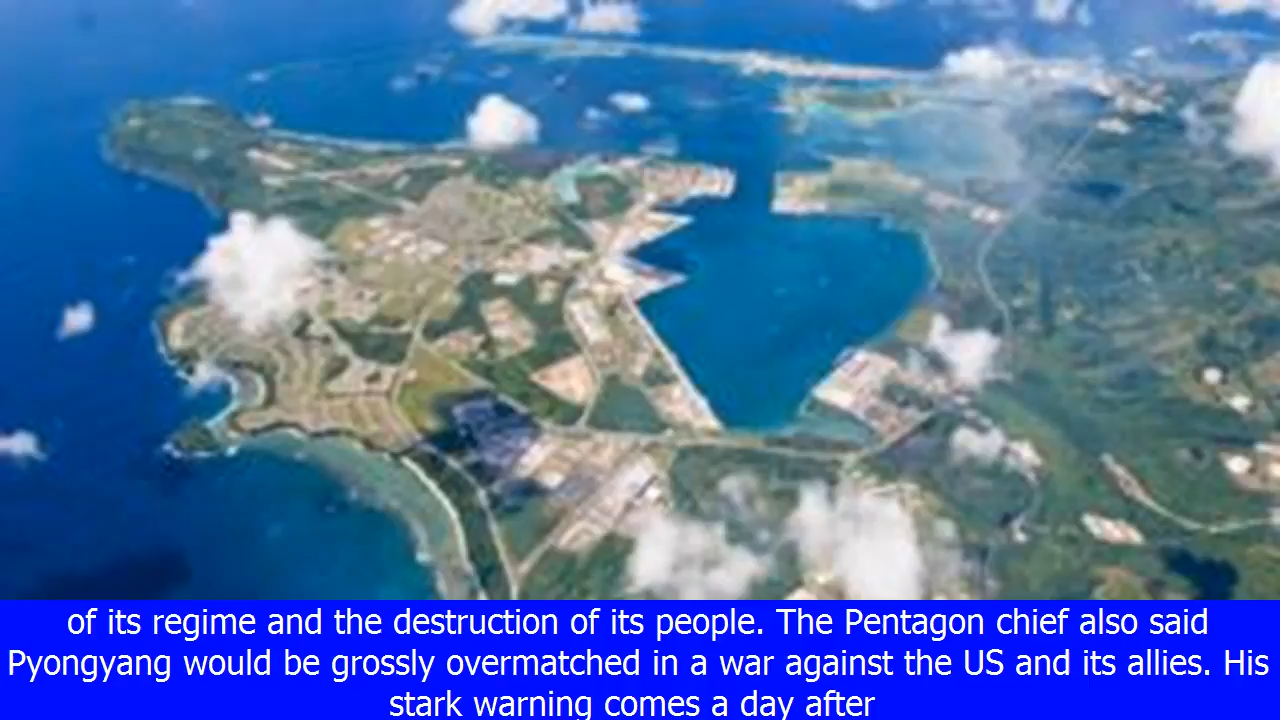 of its regime and the destruction of its people. The Pentagon chief also said
Pyongyang would be grossly overmatched in a war against the US and its allies. His
stark warning comes a day after